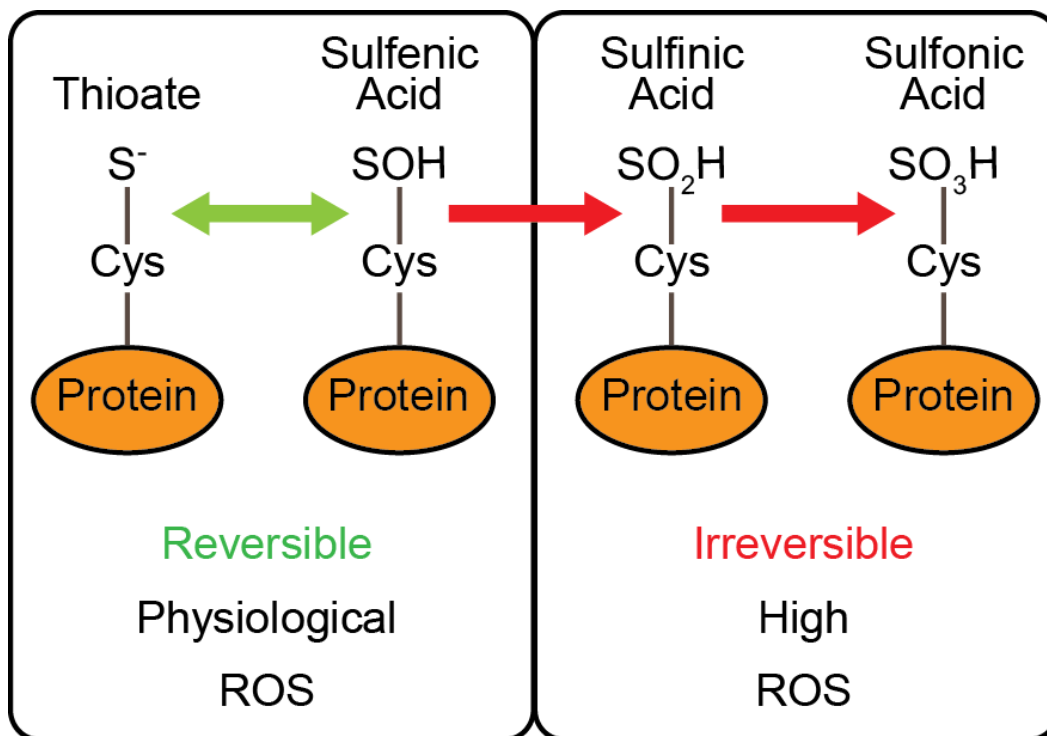 Thioate
S⁻
Cys
Protein
Sulfenic
Acid
SOH
Cys
Protein
Reversible
Physiological
ROS
Sulfinic
Acid
SO₂H
Cys
Protein
Sulfonic
Acid
SO₃H
Cys
Protein
Irreversible
High
ROS